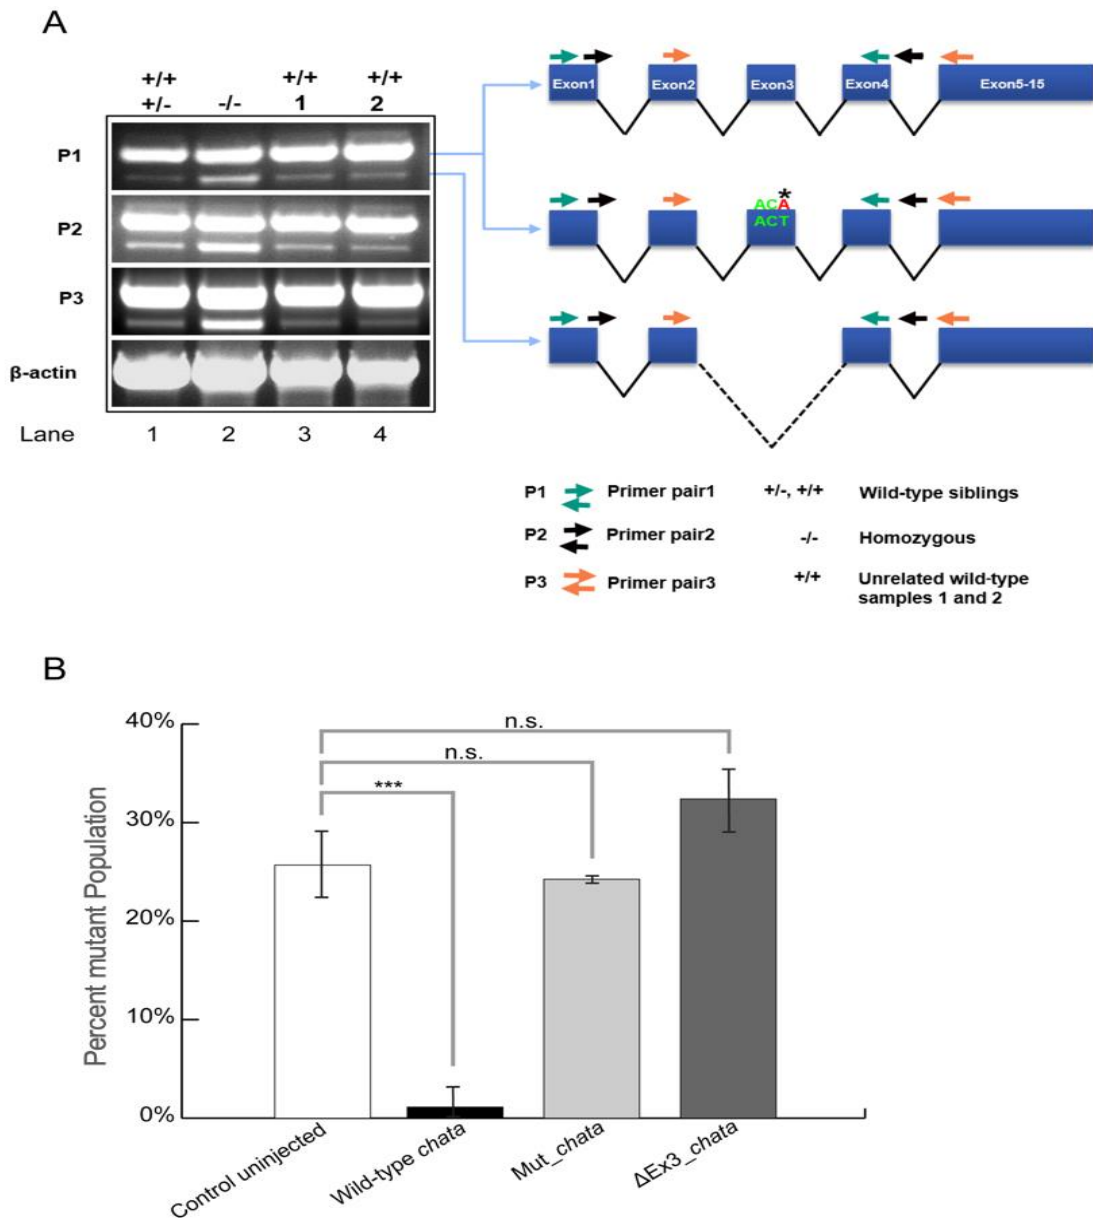 A
+/+ +/+ +/+
+/- -/- 1 2
P1
P2
P3
β-actin
Lane 1 2 3 4
Exon1 Exon2 Exon3 Exon4 Exon5-15
*
ACA
ACT
P1 Primer pair1 +/-, +/+ Wild-type siblings
P2 Primer pair2 -/- Homozygous
P3 Primer pair3 +/+ Unrelated wild-type
samples 1 and 2
B
Percent mutant Population
40%
30%
20%
10%
0%
n.s.
n.s.
***
Control uninjected
Wild-type chata
Mut_chata
ΔEx3_chata